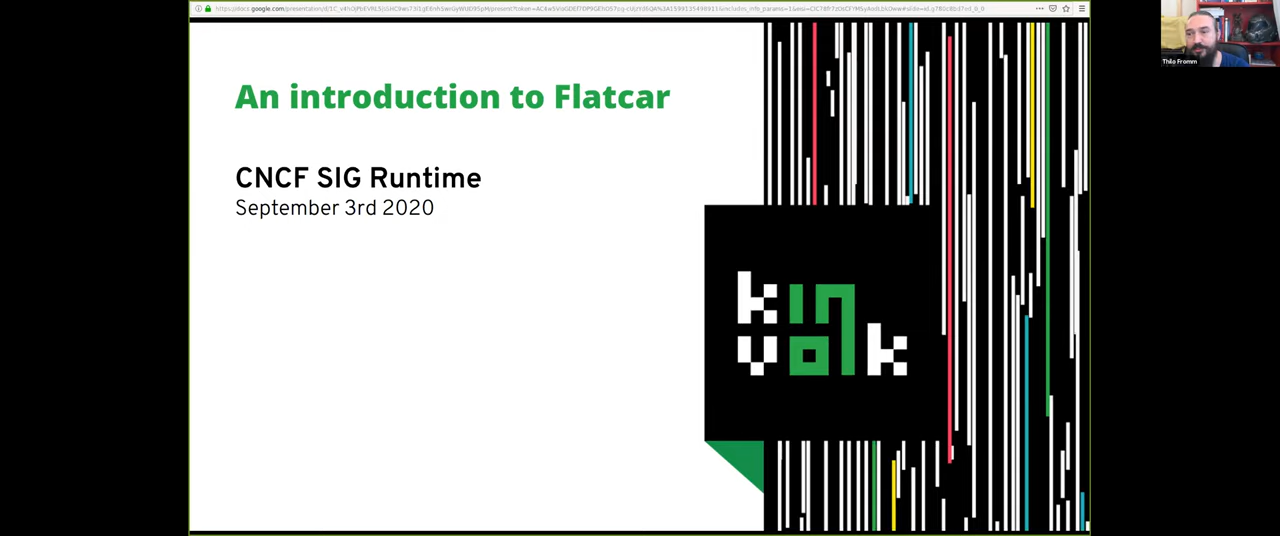 Thilo Fromm
An introduction to Flatcar
CNCF SIG Runtime
September 3rd 2020
kin
volk